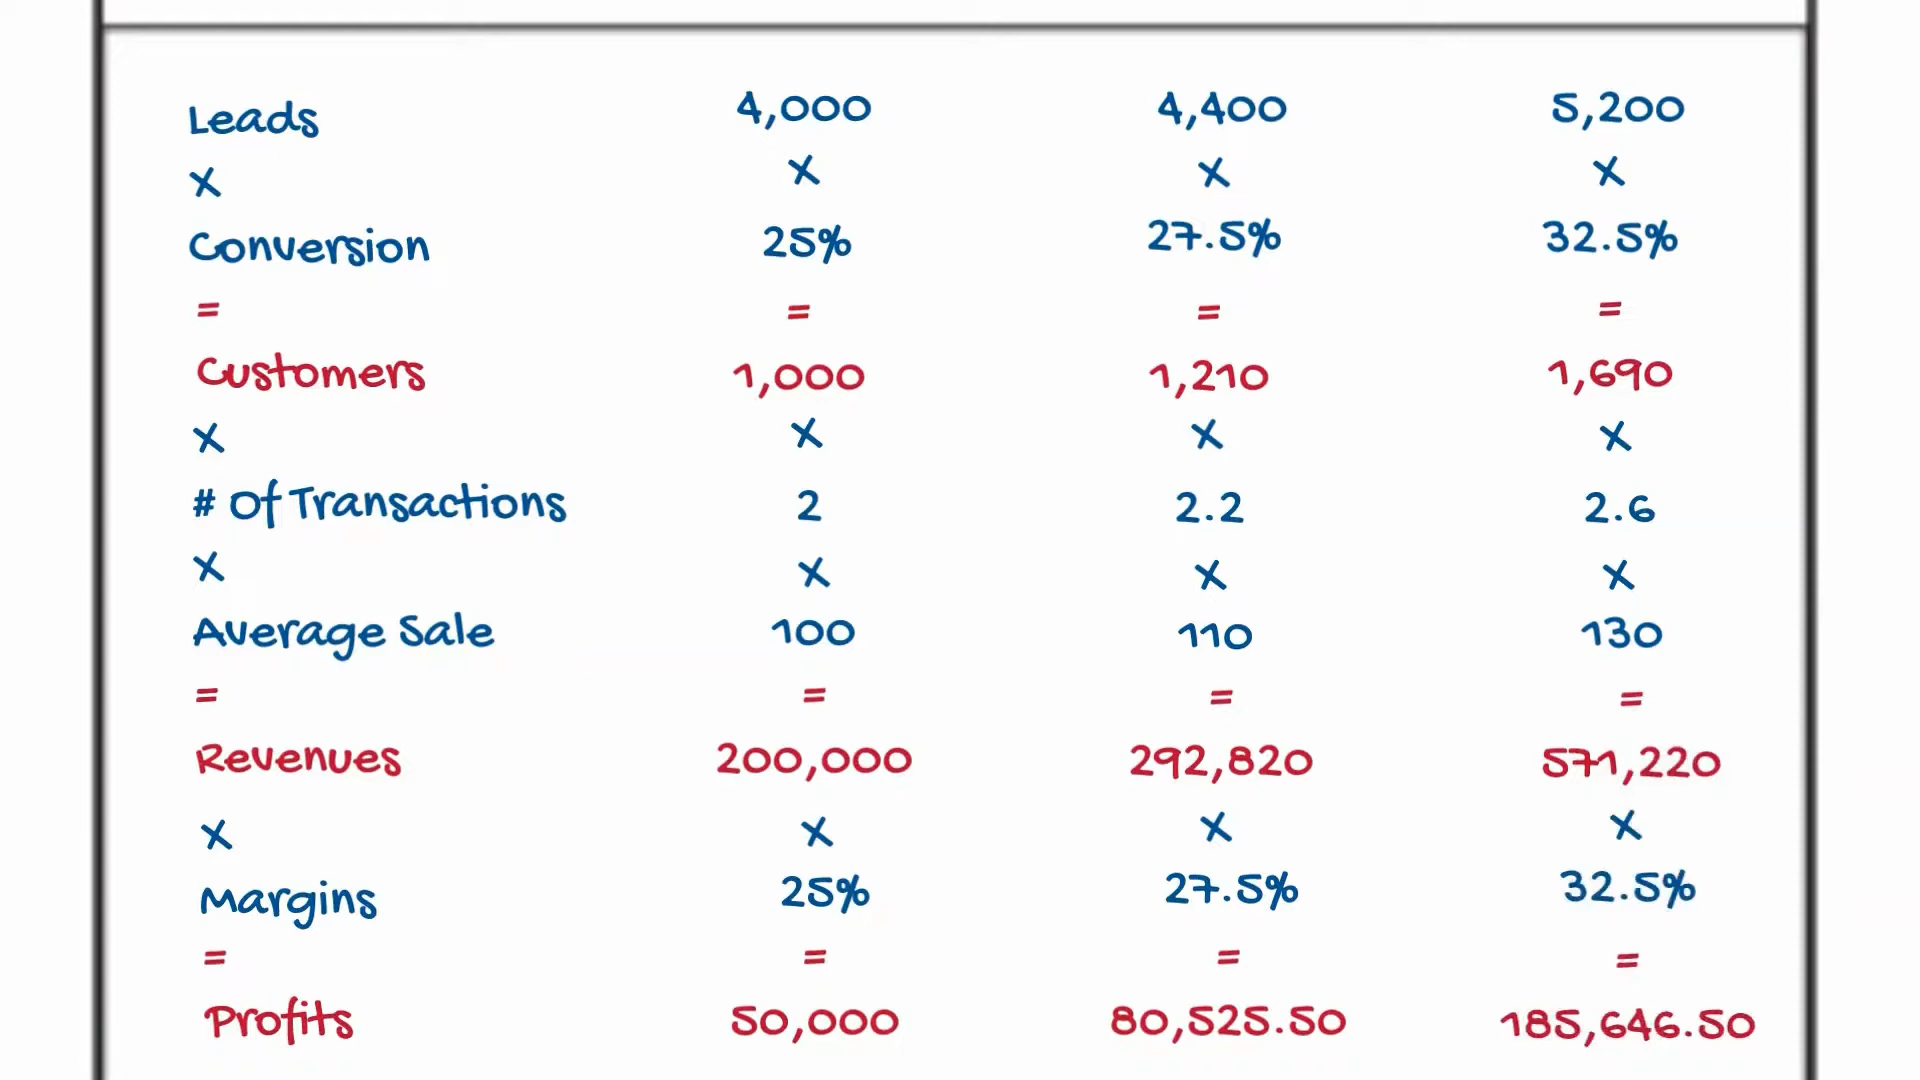 Leads 4,000 4,400 5,200
X X X X
Conversion 25% 27.5% 32.5%
= = = =
Customers 1,000 1,210 1,690
X X X X
# Of Transactions 2 2.2 2.6
X X X X
Average Sale 100 110 130
= = = =
Revenues 200,000 292,820 571,220
X X X X
Margins 25% 27.5% 32.5%
= = = =
Profits 50,000 80,525.50 185,646.50